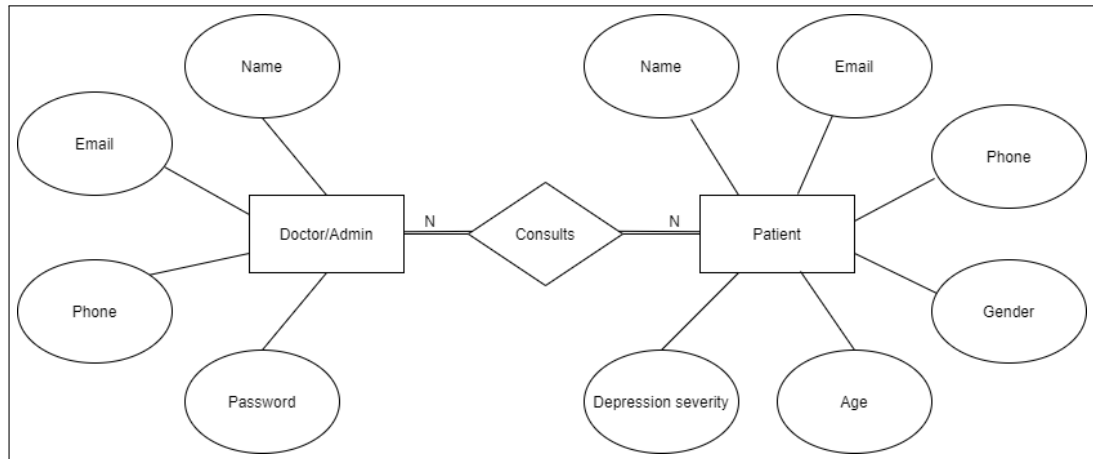 Name
Name
Email
Email
Phone
Doctor/Admin
N
Consults
N
Patient
Phone
Gender
Password
Depression severity
Age